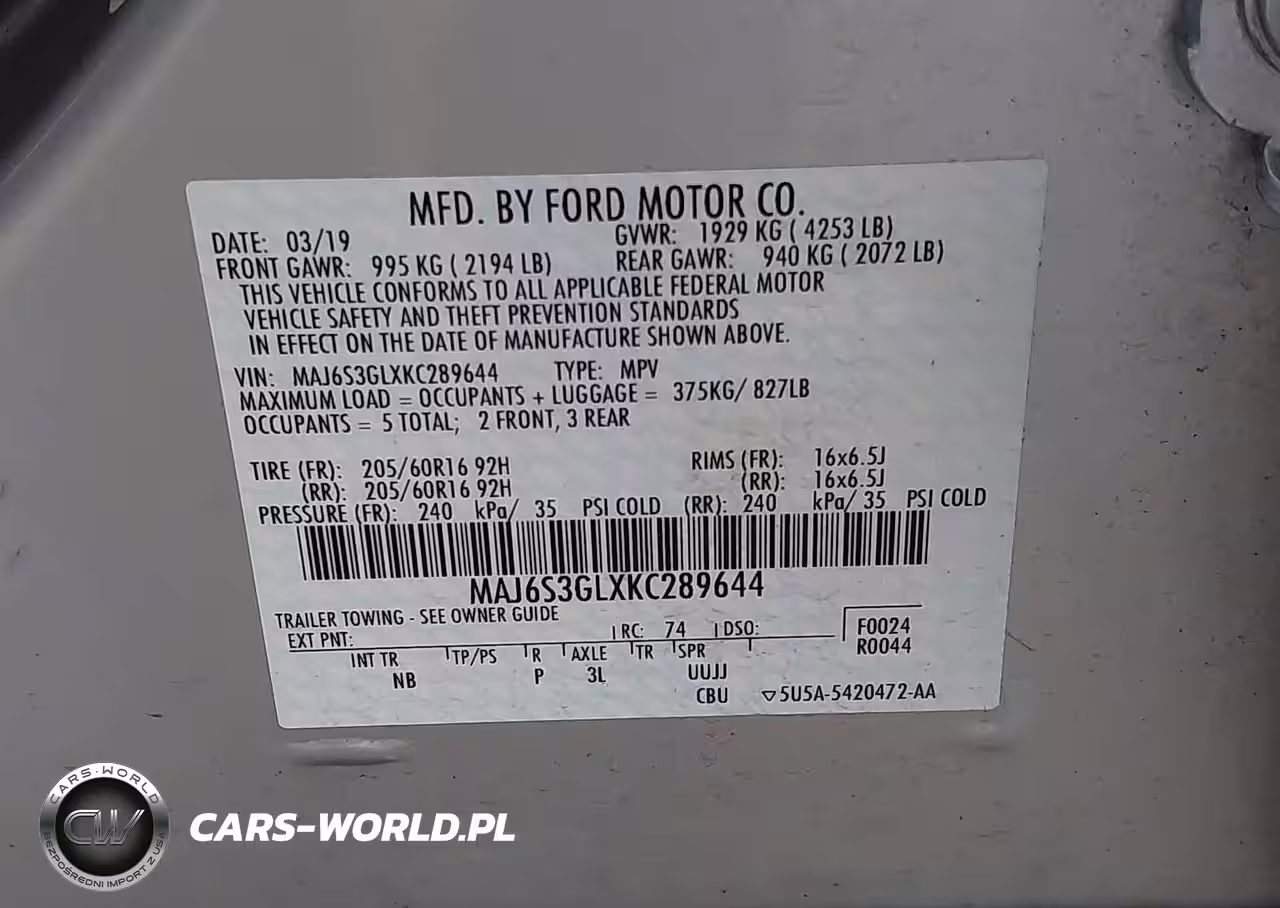 MFD. BY FORD MOTOR CO.
DATE: 03/19 GVWR: 1929 KG ( 4253 LB)
FRONT GAWR: 995 KG ( 2194 LB) REAR GAWR: 940 KG ( 2072 LB)
THIS VEHICLE CONFORMS TO ALL APPLICABLE FEDERAL MOTOR
VEHICLE SAFETY AND THEFT PREVENTION STANDARDS
IN EFFECT ON THE DATE OF MANUFACTURE SHOWN ABOVE.
VIN: MAJ6S3GLXKC289644 TYPE: MPV
MAXIMUM LOAD = OCCUPANTS + LUGGAGE = 375KG/ 827LB
OCCUPANTS = 5 TOTAL; 2 FRONT, 3 REAR
TIRE (FR): 205/60R16 92H RIMS (FR): 16x6.5J
(RR): 205/60R16 92H (RR): 16x6.5J
PRESSURE (FR): 240 kPa/ 35 PSI COLD (RR): 240 kPa/ 35 PSI COLD
MAJ6S3GLXKC289644
TRAILER TOWING - SEE OWNER GUIDE
EXT PNT: RC: 74 DSO: F0024
INT TR TP/PS R AXLE TR SPR R0044
NB P 3L UUJJ
CBU 5U5A-5420472-AA
CARS-WORLD
CW
BEZPOŚREDNI IMPORT Z USA
CARS-WORLD.PL